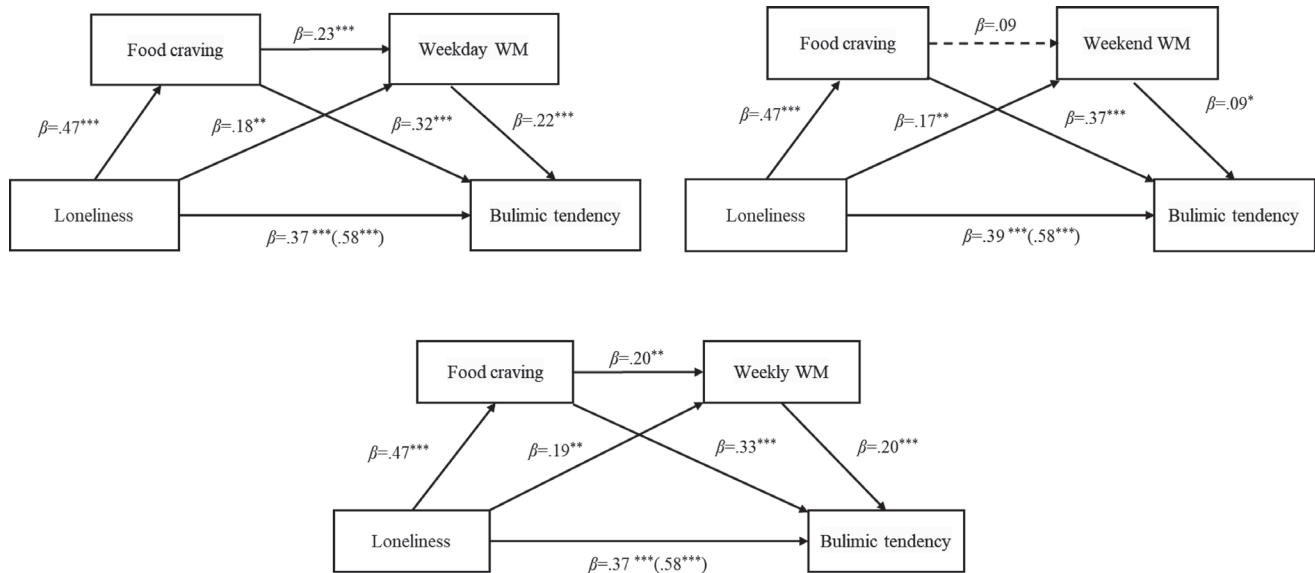 β=.23***
Food craving
Weekday WM
β=.47***
β=.18**
β=.32***
β=.22***
Loneliness
Bulimic tendency
β=.37 ***(.58***)
β=.09
Food craving
Weekend WM
β=.47***
β=.17**
β=.37***
β=.09*
Loneliness
Bulimic tendency
β=.39 ***(.58***)
β=.20**
Food craving
Weekly WM
β=.47***
β=.19**
β=.33***
β=.20***
Loneliness
Bulimic tendency
β=.37 ***(.58***)